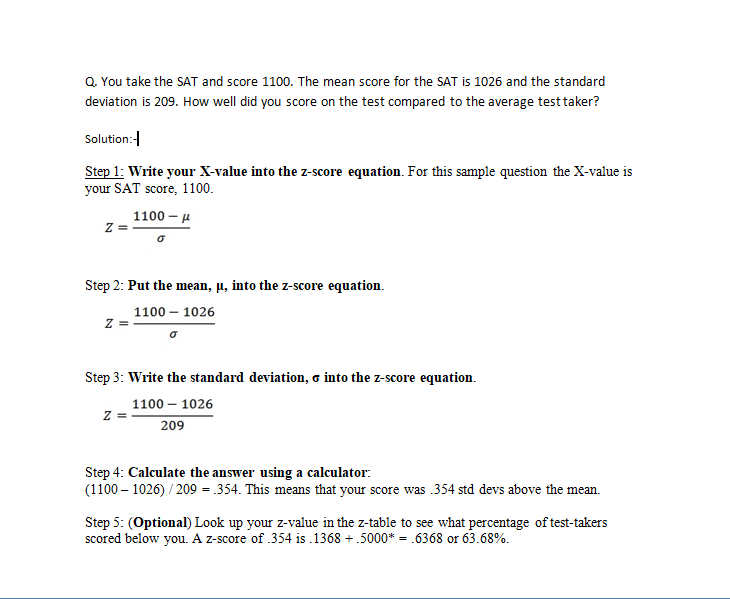 Q. You take the SAT and score 1100. The mean score for the SAT is 1026 and the standard
deviation is 209. How well did you score on the test compared to the average test taker?
Solution:-
Step 1: Write your X-value into the z-score equation. For this sample question the X-value is
your SAT score, 1100.
1100 – μ
Z =
σ
Step 2: Put the mean, μ, into the z-score equation.
1100 – 1026
Z =
σ
Step 3: Write the standard deviation, σ into the z-score equation.
1100 – 1026
Z =
209
Step 4: Calculate the answer using a calculator:
(1100 – 1026) / 209 = .354. This means that your score was .354 std devs above the mean.
Step 5: (Optional) Look up your z-value in the z-table to see what percentage of test-takers
scored below you. A z-score of .354 is .1368 + .5000* = .6368 or 63.68%.